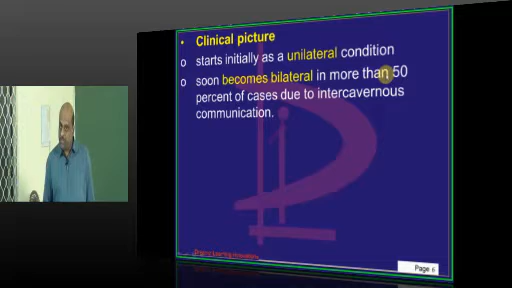 • Clinical picture
o starts initially as a unilateral condition
o soon becomes bilateral in more than 50
percent of cases due to intercavernous
communication.
Page 6